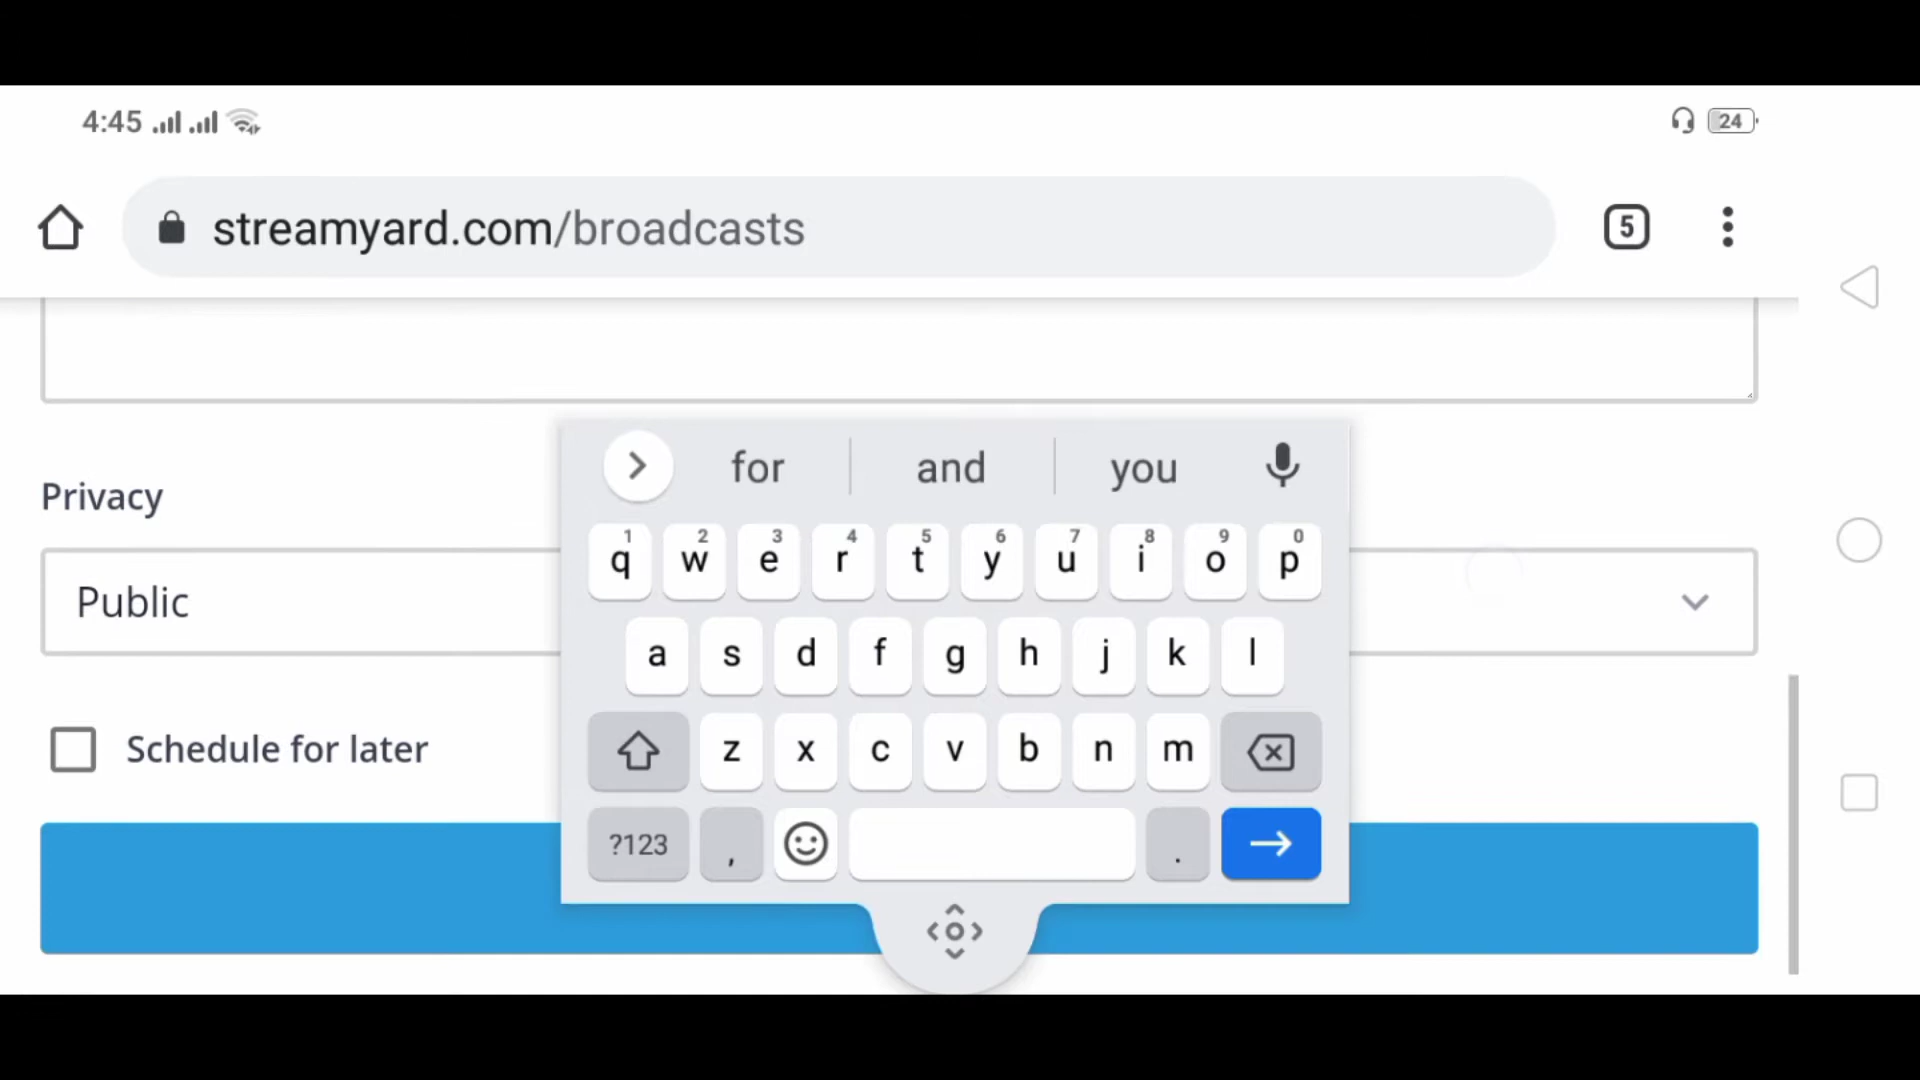 4:45 24
streamyard.com/broadcasts 5
for and you
Privacy
1 2 3 4 5 6 7 8 9 0
q w e r t y u i o p
Public
a s d f g h j k l
Schedule for later
z x c v b n m
?123 , .